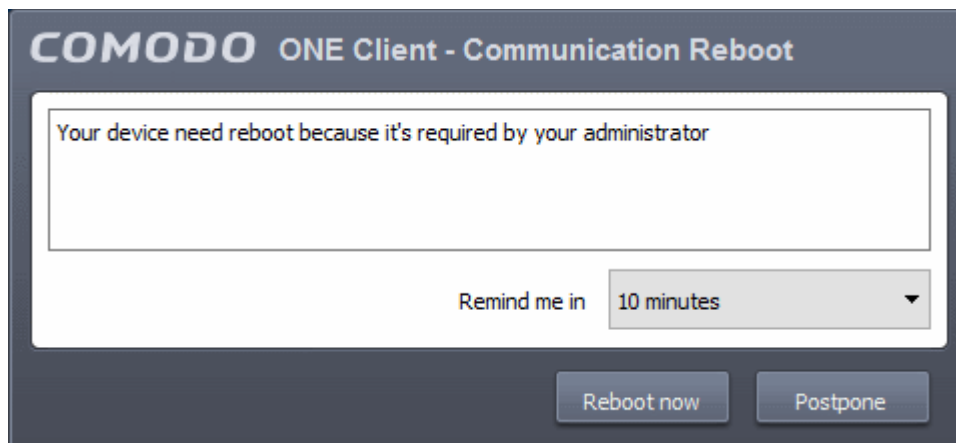 COMODO ONE Client - Communication Reboot
Your device need reboot because it's required by your administrator
Remind me in 10 minutes
Reboot now Postpone